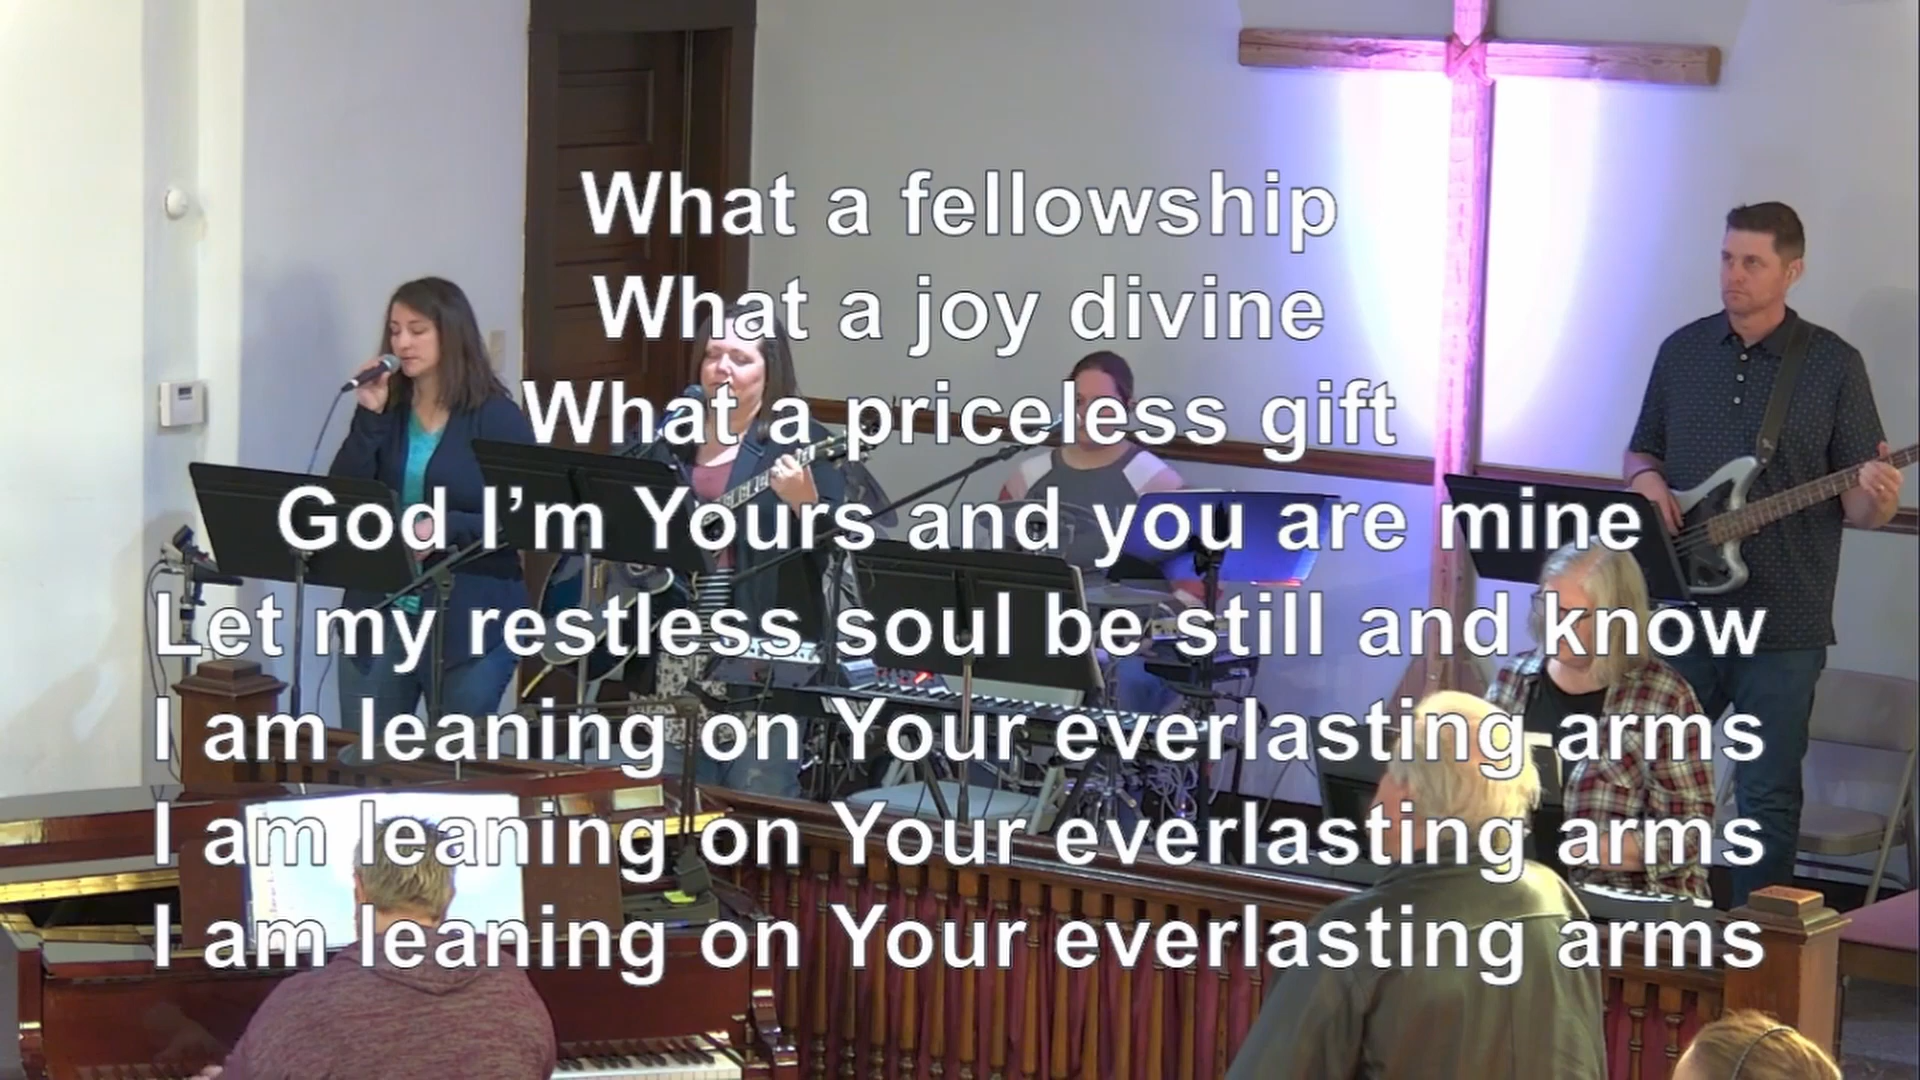 What a fellowship
What a joy divine
What a priceless gift
God I’m Yours and you are mine
Let my restless soul be still and know
I am leaning on Your everlasting arms
I am leaning on Your everlasting arms
I am leaning on Your everlasting arms